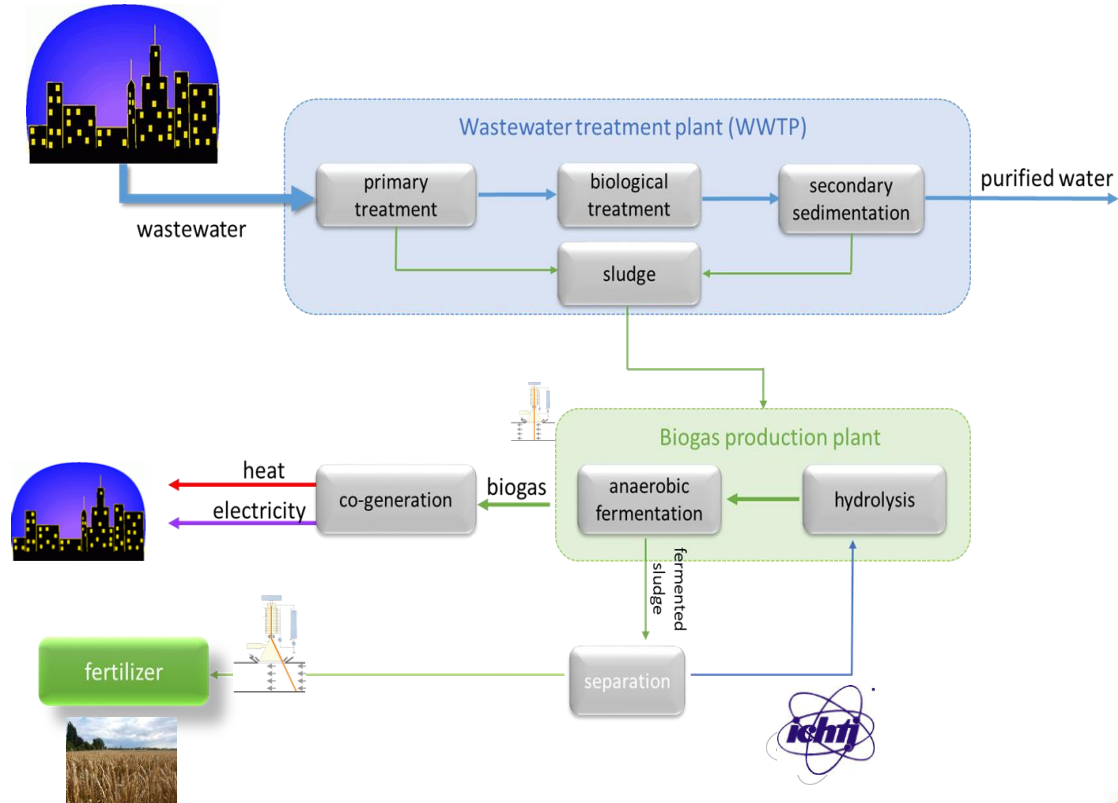 Wastewater treatment plant (WWTP)
primary
treatment
biological
treatment
secondary
sedimentation
purified water
wastewater
sludge
Biogas production plant
heat
electricity
co-generation
biogas
anaerobic
fermentation
hydrolysis
fermented
sludge
fertilizer
separation
ichtj